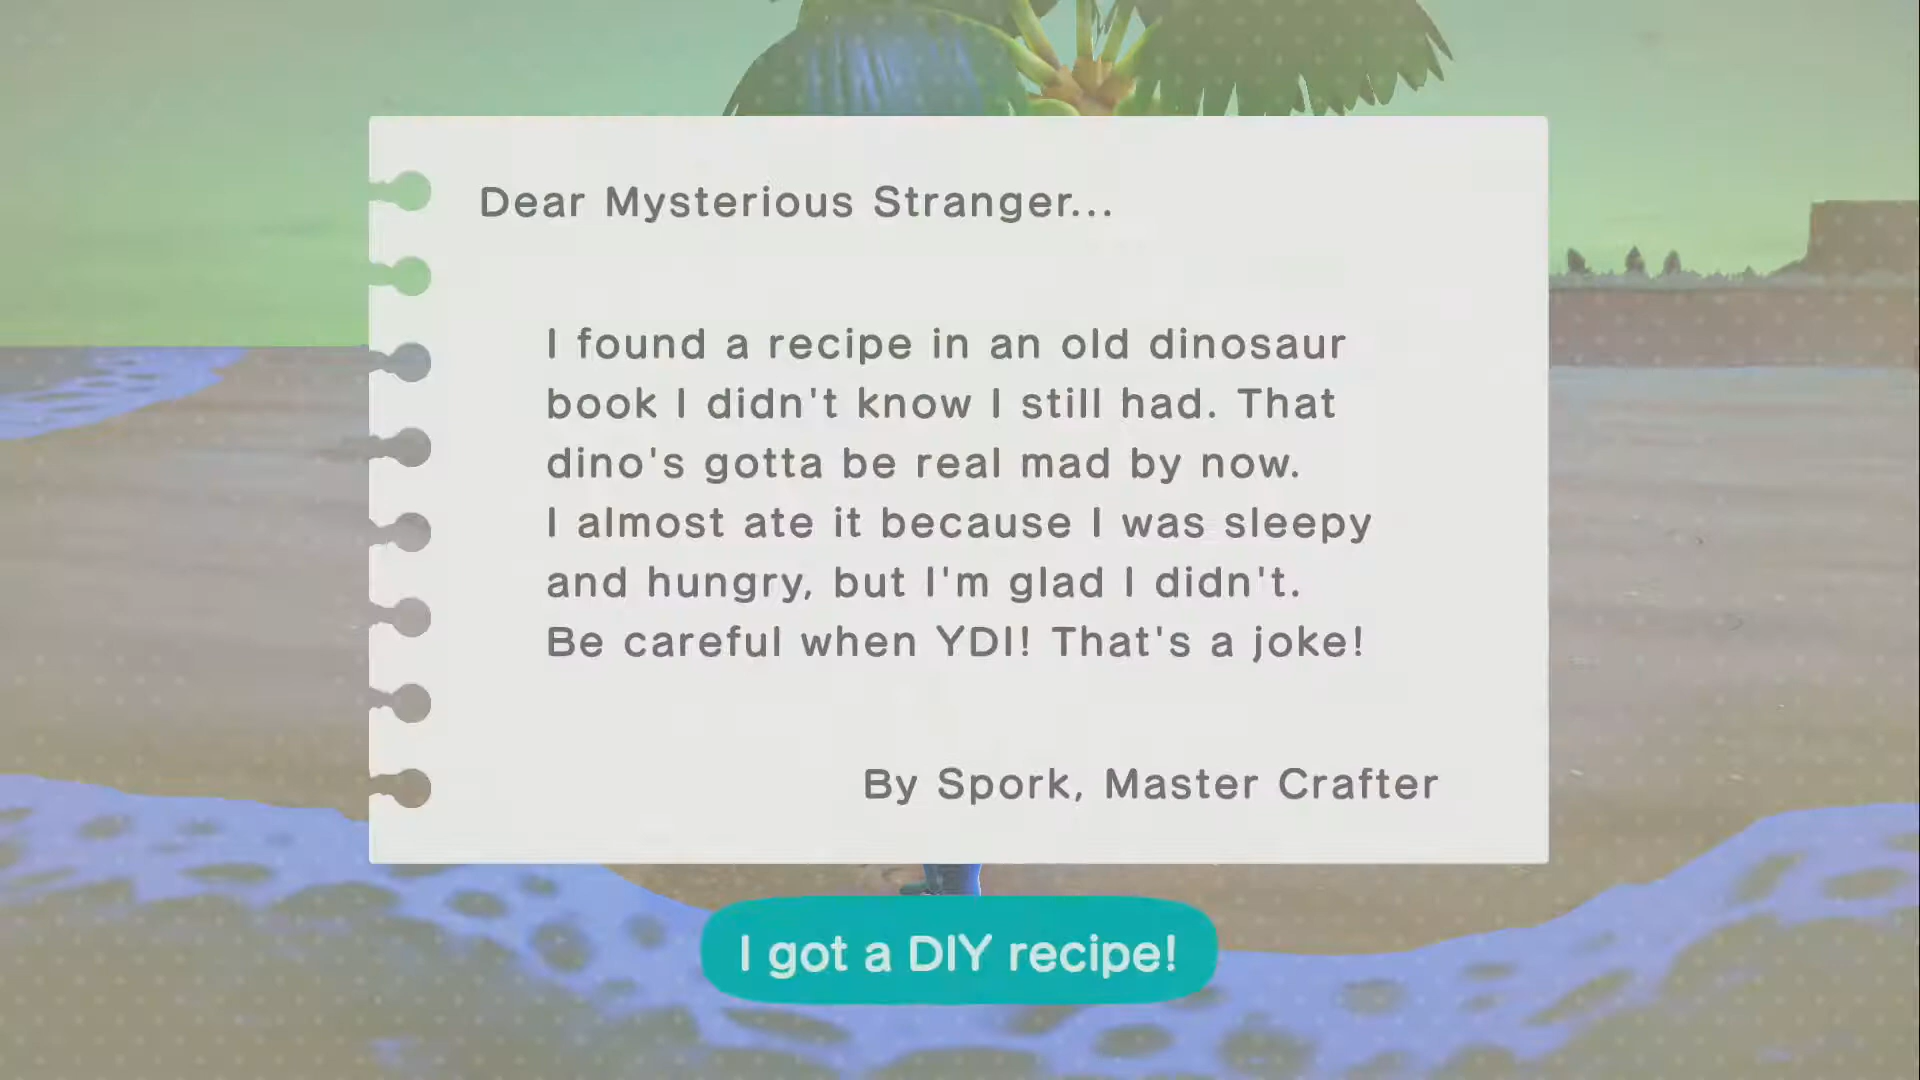 Dear Mysterious Stranger...
I found a recipe in an old dinosaur
book I didn't know I still had. That
dino's gotta be real mad by now.
I almost ate it because I was sleepy
and hungry, but I'm glad I didn't.
Be careful when YDI! That's a joke!
By Spork, Master Crafter
I got a DIY recipe!